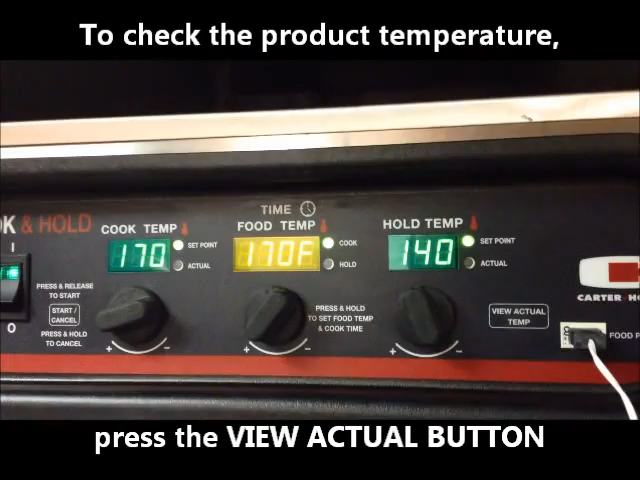 To check the product temperature,
K & HOLD
I
O
PRESS & RELEASE
TO START
START/
CANCEL
PRESS & HOLD
TO CANCEL
COOK TEMP
170
SET POINT
ACTUAL
TIME
FOOD TEMP
170F
COOK
HOLD
PRESS & HOLD
TO SET FOOD TEMP
& COOK TIME
HOLD TEMP
140
SET POINT
ACTUAL
VIEW ACTUAL
TEMP
CARTER-HO
FOOD P
+ −
+ −
+ −
press the VIEW ACTUAL BUTTON